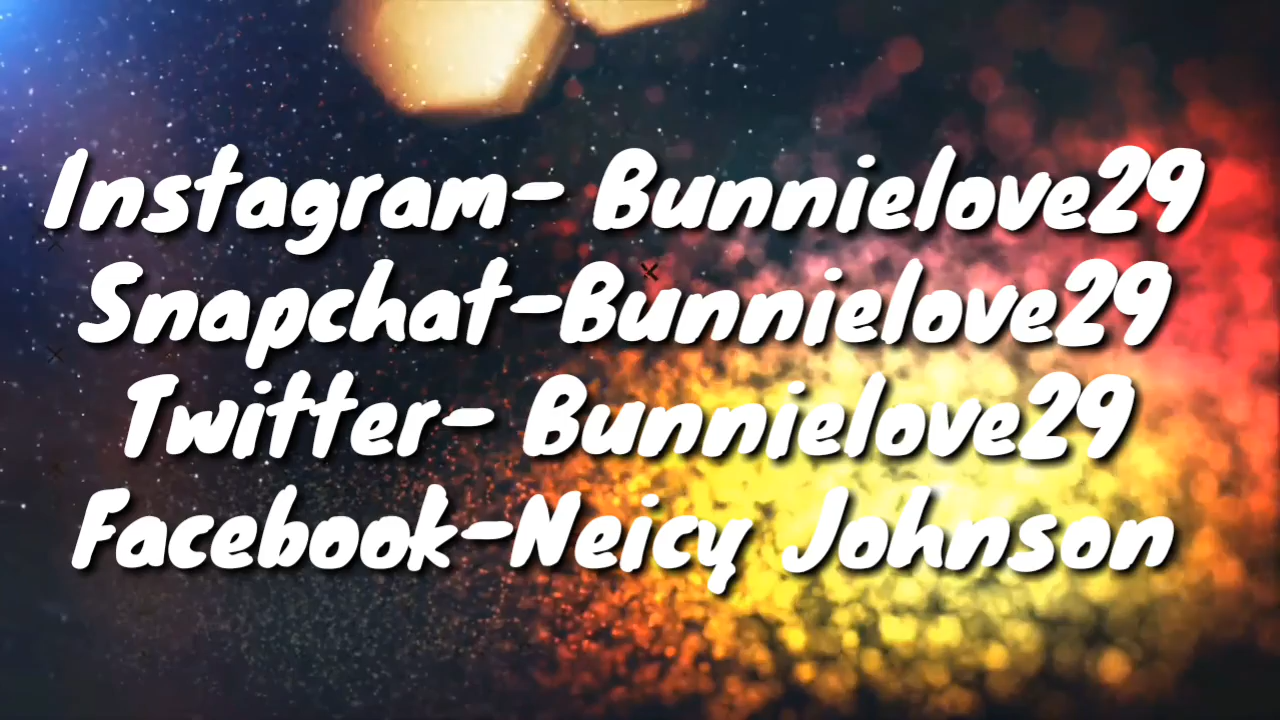 Instagram- Bunnielove29
Snapchat-Bunnielove29
Twitter- Bunnielove29
Facebook-Neicy Johnson